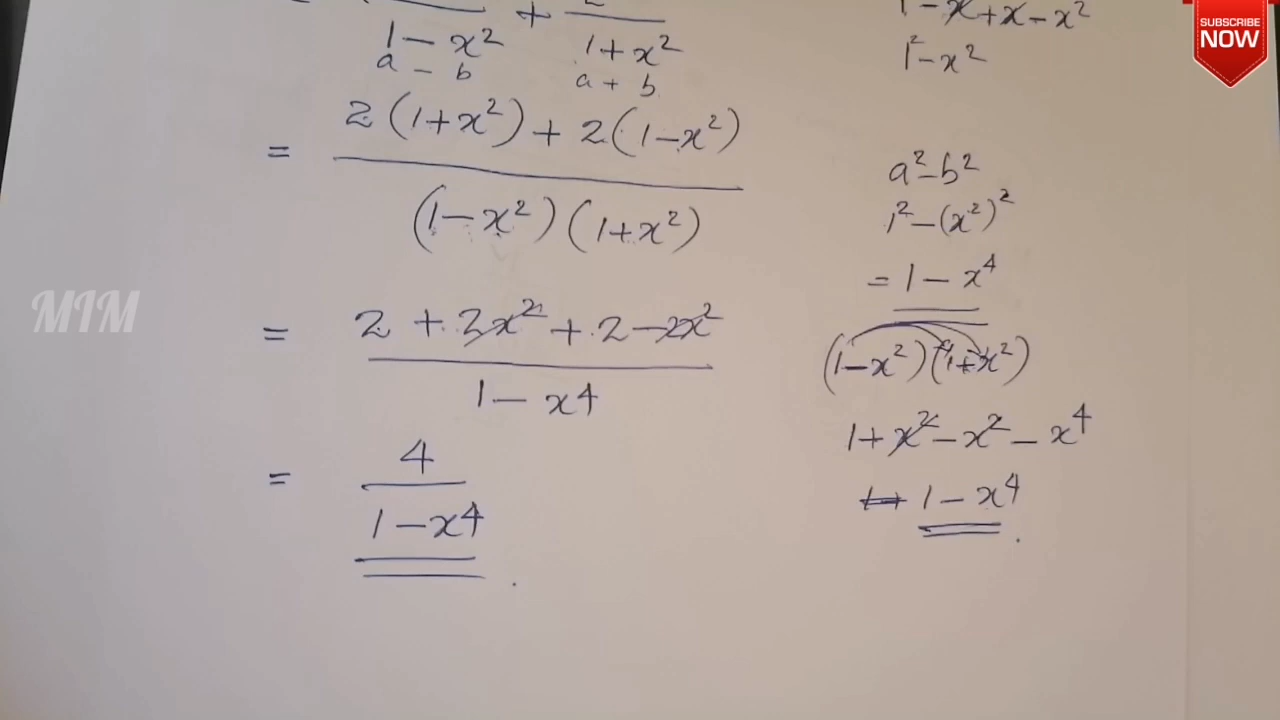 1 - x² + 1 + x²
a - b a + b
= 2(1+x²) + 2(1-x²)
(1-x²)(1+x²)
= 2 + 2x² + 2 - 2x²
1 - x⁴
= 4
1 - x⁴
1 - x + x - x²
1² - x²
a² - b²
1² - (x²)²
= 1 - x⁴
(1-x²)(1+x²)
1 + x² - x² - x⁴
1 - x⁴
MIM
SUBSCRIBE
NOW